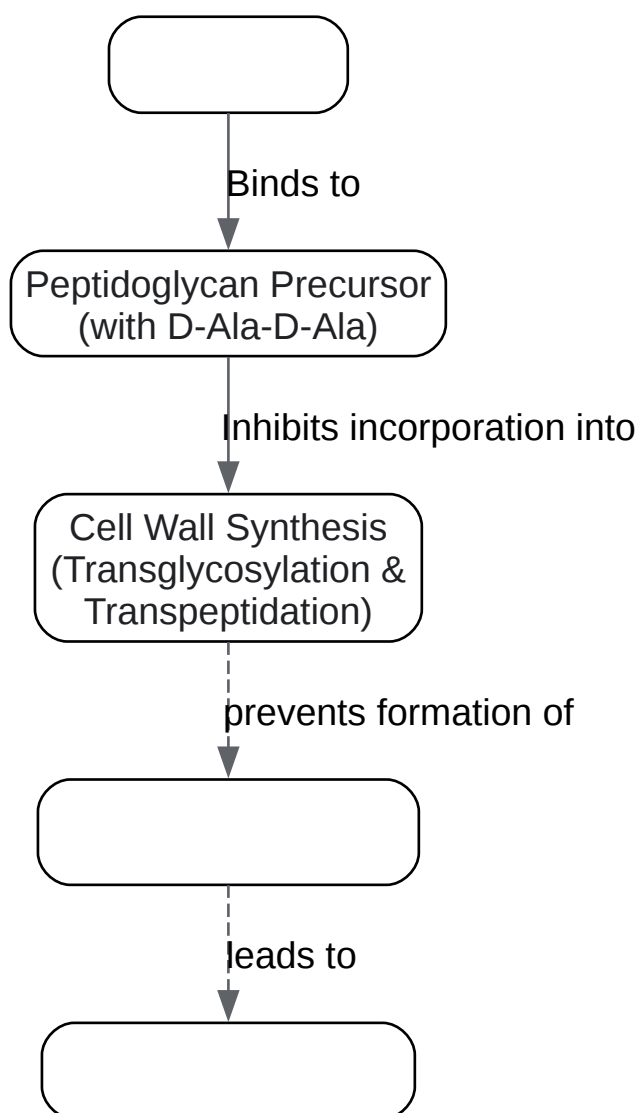 Binds to
Peptidoglycan Precursor
(with D-Ala-D-Ala)
Inhibits incorporation into
Cell Wall Synthesis
(Transglycosylation &
Transpeptidation)
prevents formation of
leads to